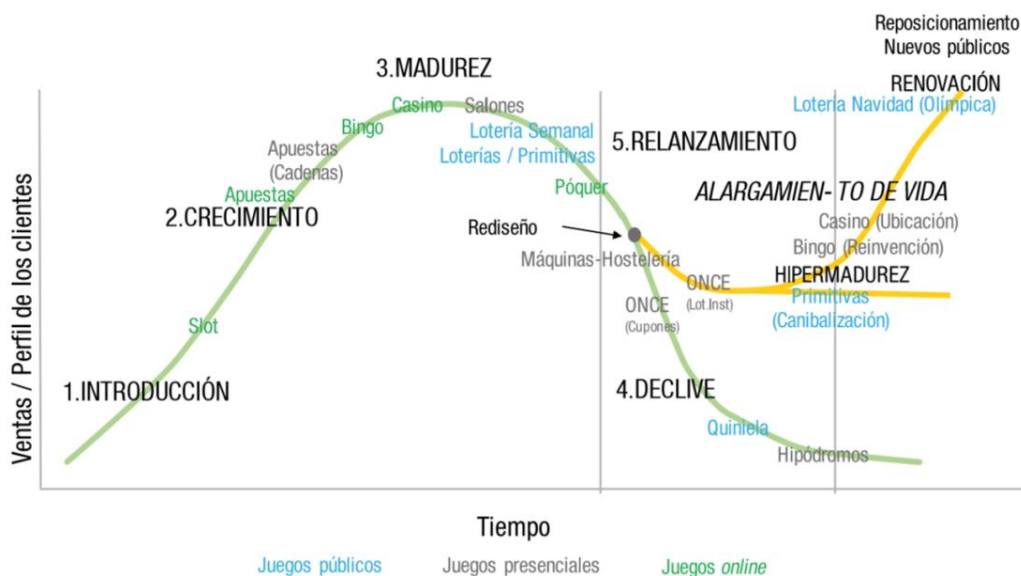 Reposicionamiento
Nuevos públicos
RENOVACIÓN
Lotería Navidad (Olímpica)
3.MADUREZ
Casino
Salones
Bingo
Lotería Semanal
Loterías / Primitivas
5.RELANZAMIENTO
Apuestas
(Cadenas)
Póquer
Apuestas
ALARGAMIEN- TO DE VIDA
2.CRECIMIENTO
Casino (Ubicación)
Rediseño
Bingo (Reinvención)
Máquinas-Hostelería
HIPERMADUREZ
ONCE
(Lot.Inst)
Primitivas
(Canibalización)
ONCE
(Cupones)
Slot
1.INTRODUCCIÓN
4.DECLIVE
Quiniela
Hipódromos
Ventas / Perfil de los clientes
Tiempo
Juegos públicos
Juegos presenciales
Juegos online